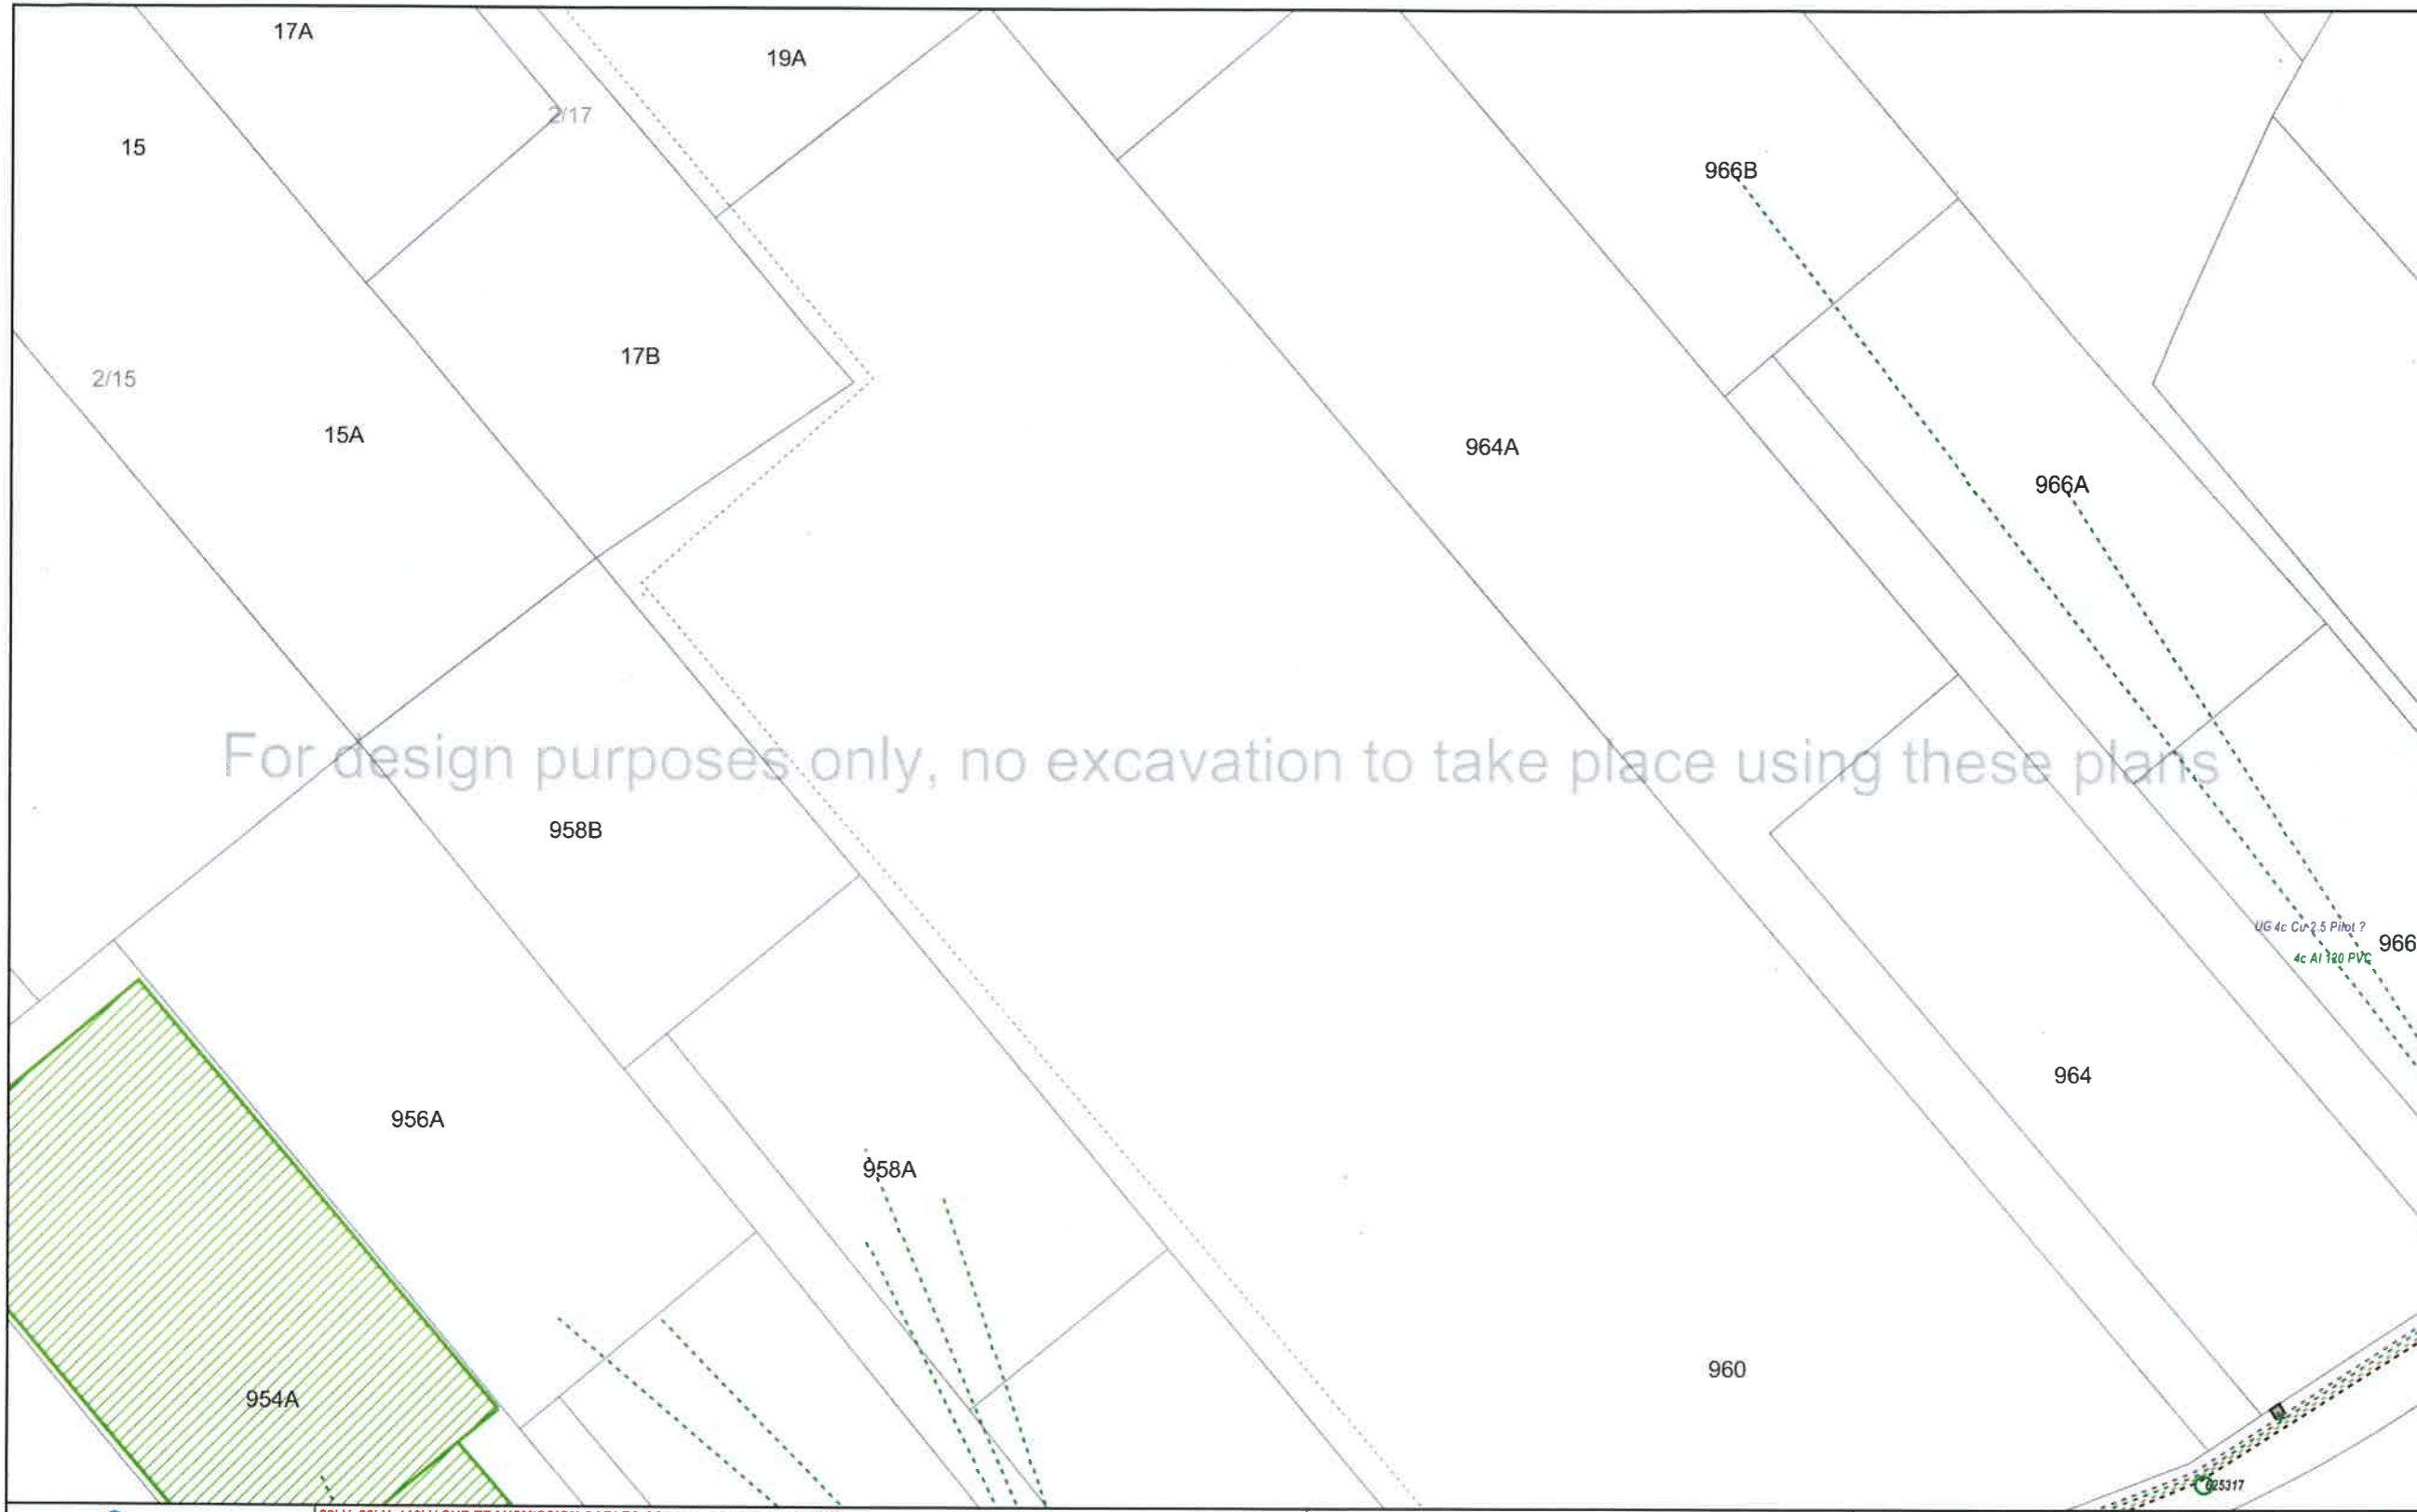 17A
19A
2/17
15
966B
17B
2/15
15A
964A
966A
For design purposes only, no excavation to take place using these plans
958B
UG 4c Cu 2.5 Pilot ?
966
4c Al 120 PVC
964
956A
958A
960
954A
625317